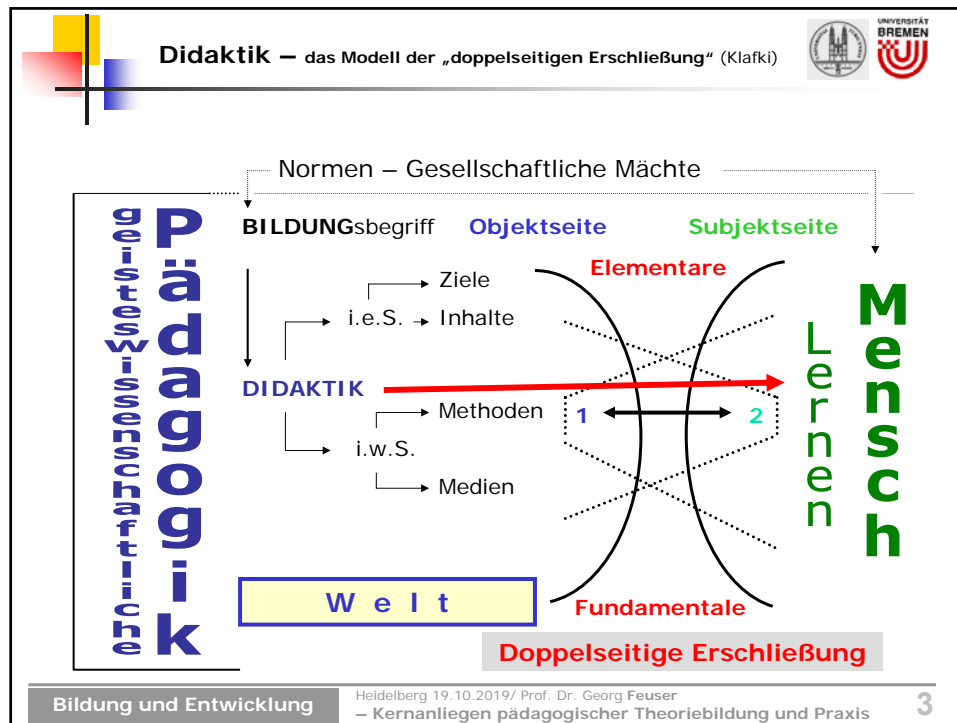 Didaktik – das Modell der „doppelseitigen Erschließung“ (Klafki)
UNIVERSITÄT
BREMEN
Normen – Gesellschaftliche Mächte
geisteswissenschaftliche
Pädagogik
BILDUNGsbegriff
Objektseite
Subjektseite
Elementare
Ziele
i.e.S.
Inhalte
DIDAKTIK
Methoden
1
2
i.w.S.
Medien
Lernen
Mensch
Welt
Fundamentale
Doppelseitige Erschließung
Bildung und Entwicklung
Heidelberg 19.10.2019/ Prof. Dr. Georg Feuser
– Kernanliegen pädagogischer Theoriebildung und Praxis
3